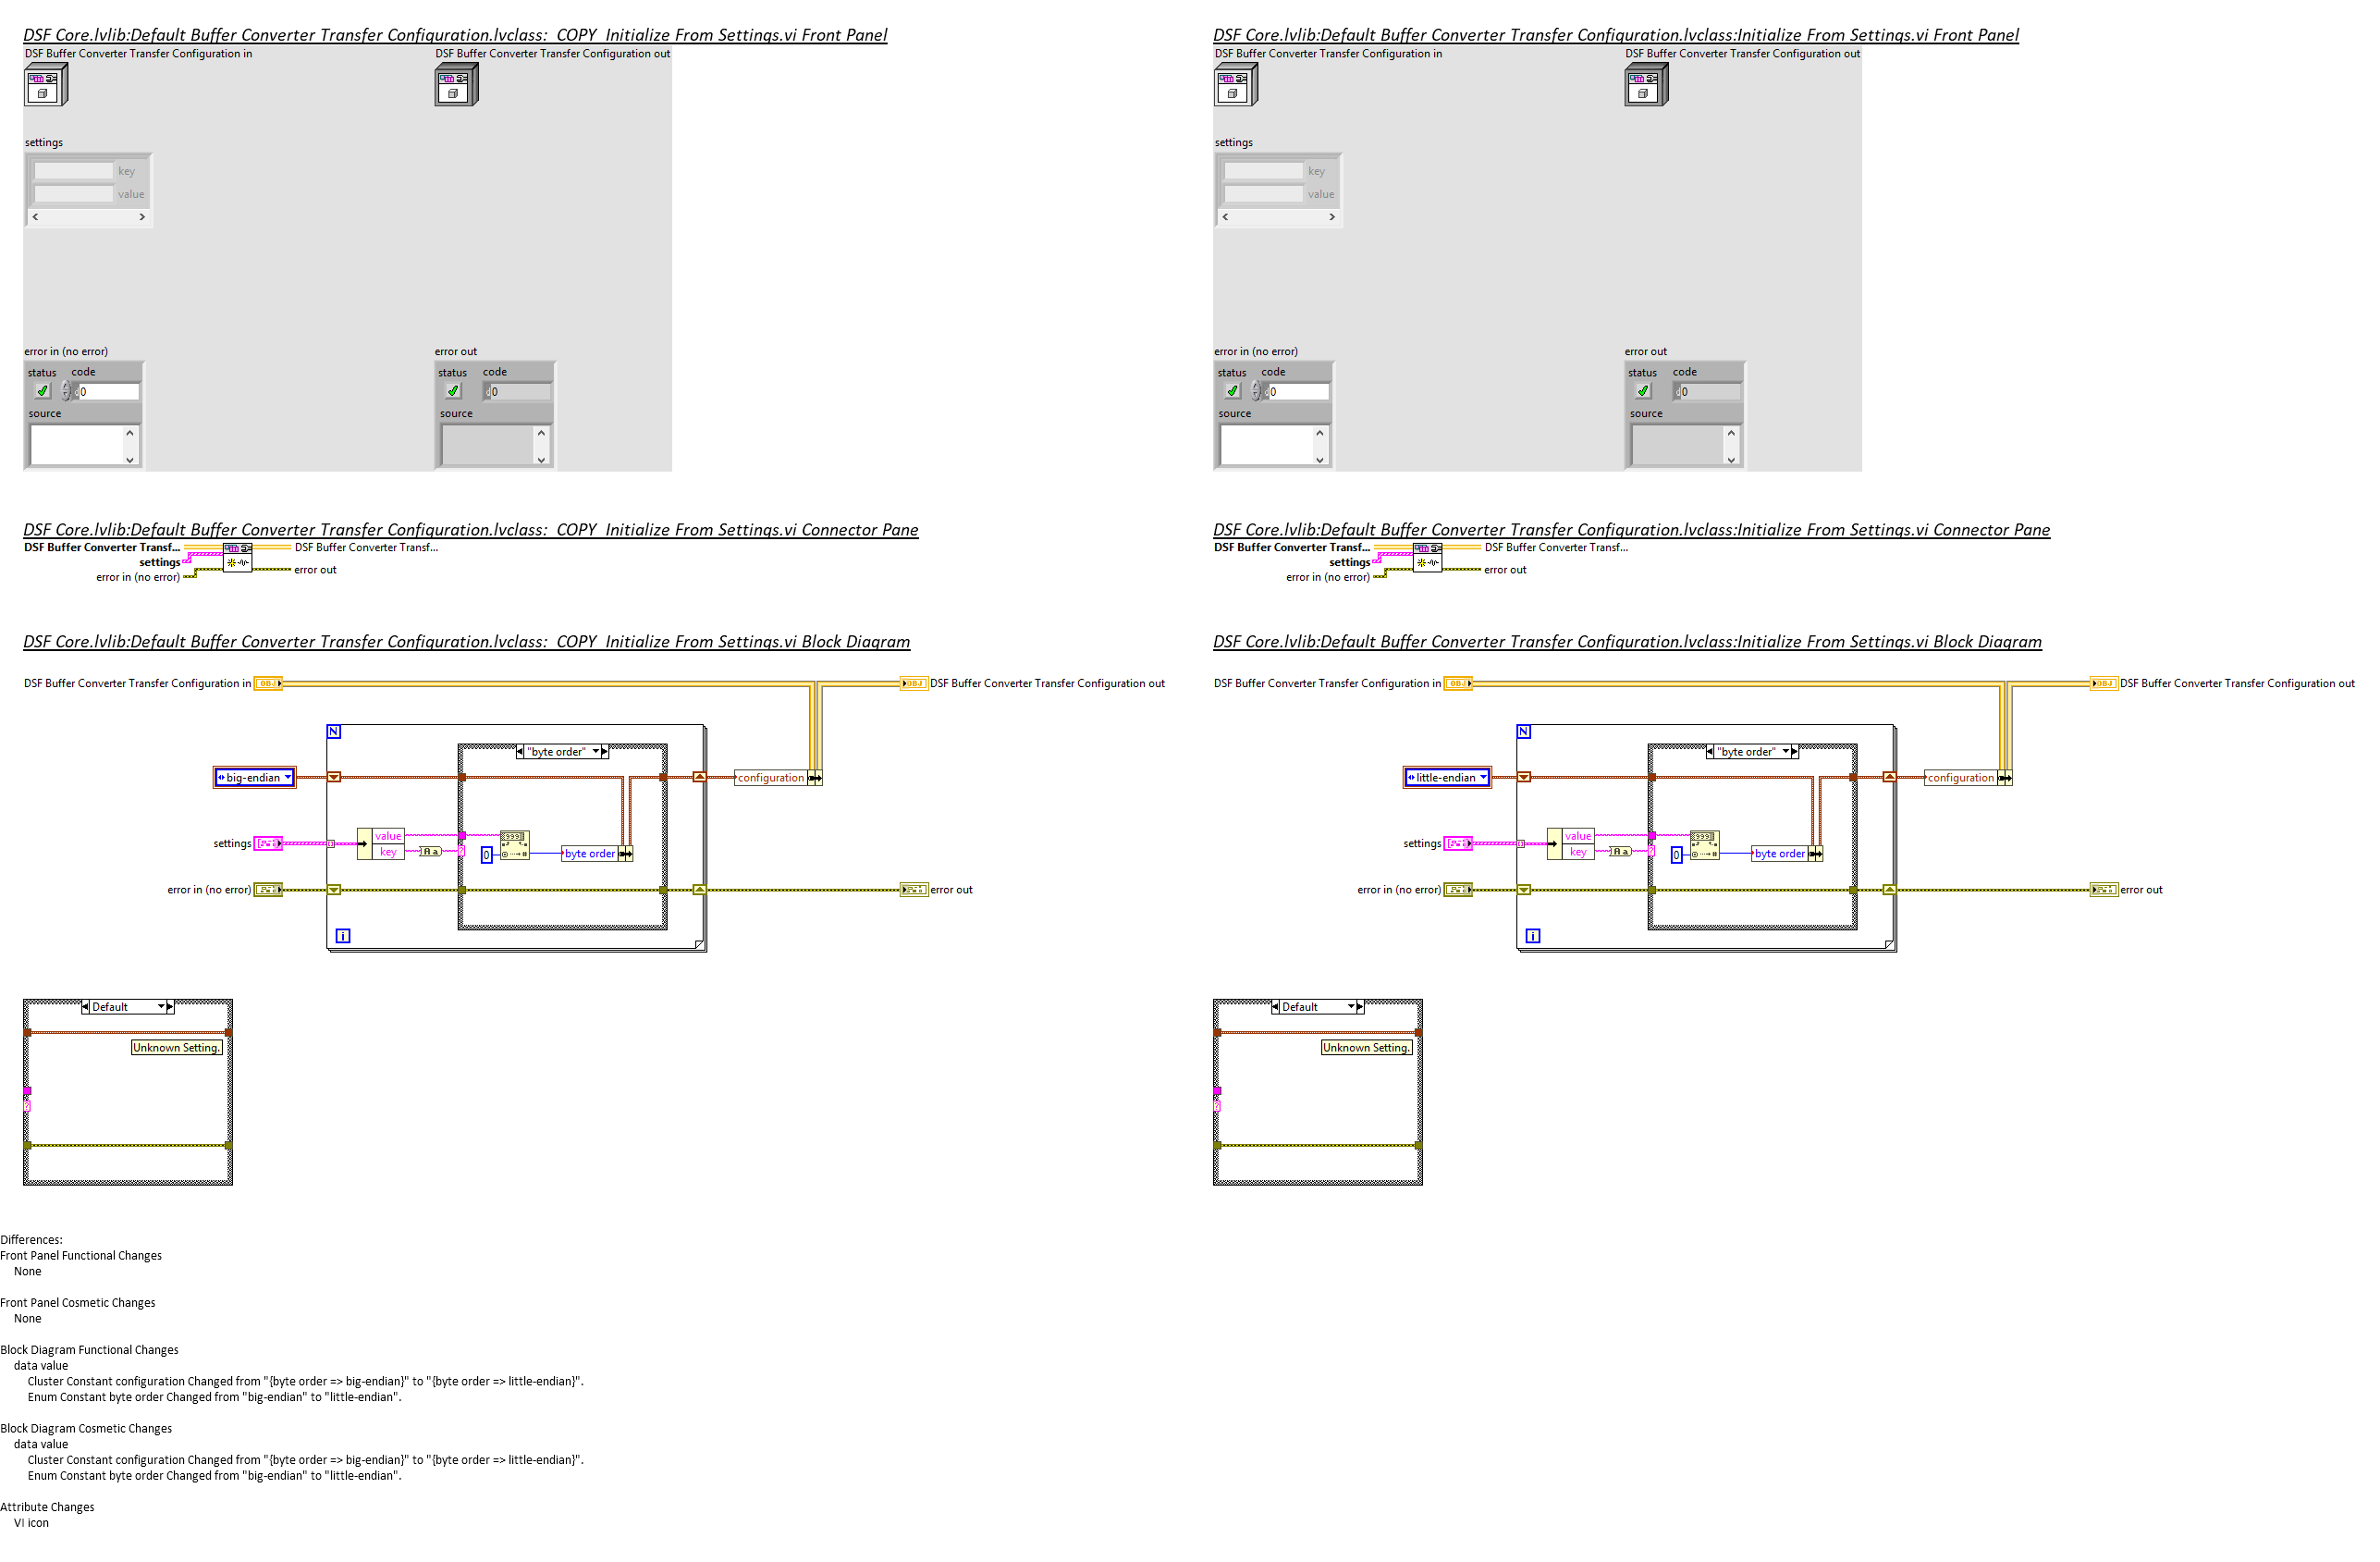 DSF Core.lvlib:Default Buffer Converter Transfer Configuration.lvclass:_COPY_Initialize From Settings.vi Front Panel
DSF Buffer Converter Transfer Configuration in
DSF Buffer Converter Transfer Configuration out
settings
key
value
error in (no error)
status
code
0
source
error out
status
code
0
source
DSF Core.lvlib:Default Buffer Converter Transfer Configuration.lvclass:_COPY_Initialize From Settings.vi Connector Pane
DSF Buffer Converter Transf...
settings
error in (no error)
DSF Buffer Converter Transf...
error out
DSF Core.lvlib:Default Buffer Converter Transfer Configuration.lvclass:_COPY_Initialize From Settings.vi Block Diagram
DSF Buffer Converter Transfer Configuration in
OBJ
OBJ
DSF Buffer Converter Transfer Configuration out
N
"byte order"
big-endian
configuration
settings
value
key
Aa
999
0
byte order
error in (no error)
error out
i
Default
Unknown Setting.
DSF Core.lvlib:Default Buffer Converter Transfer Configuration.lvclass:Initialize From Settings.vi Front Panel
DSF Buffer Converter Transfer Configuration in
DSF Buffer Converter Transfer Configuration out
settings
key
value
error in (no error)
status
code
0
source
error out
status
code
0
source
DSF Core.lvlib:Default Buffer Converter Transfer Configuration.lvclass:Initialize From Settings.vi Connector Pane
DSF Buffer Converter Transf...
settings
error in (no error)
DSF Buffer Converter Transf...
error out
DSF Core.lvlib:Default Buffer Converter Transfer Configuration.lvclass:Initialize From Settings.vi Block Diagram
DSF Buffer Converter Transfer Configuration in
OBJ
OBJ
DSF Buffer Converter Transfer Configuration out
N
"byte order"
little-endian
configuration
settings
value
key
Aa
999
0
byte order
error in (no error)
error out
i
Default
Unknown Setting.
Differences:
Front Panel Functional Changes
None
Front Panel Cosmetic Changes
None
Block Diagram Functional Changes
data value
Cluster Constant configuration Changed from "{byte order => big-endian}" to "{byte order => little-endian}".
Enum Constant byte order Changed from "big-endian" to "little-endian".
Block Diagram Cosmetic Changes
data value
Cluster Constant configuration Changed from "{byte order => big-endian}" to "{byte order => little-endian}".
Enum Constant byte order Changed from "big-endian" to "little-endian".
Attribute Changes
VI icon